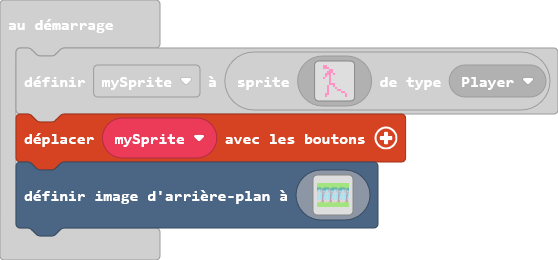 au démarrage
définir mySprite à sprite de type Player
déplacer mySprite avec les boutons
définir image d'arrière-plan à